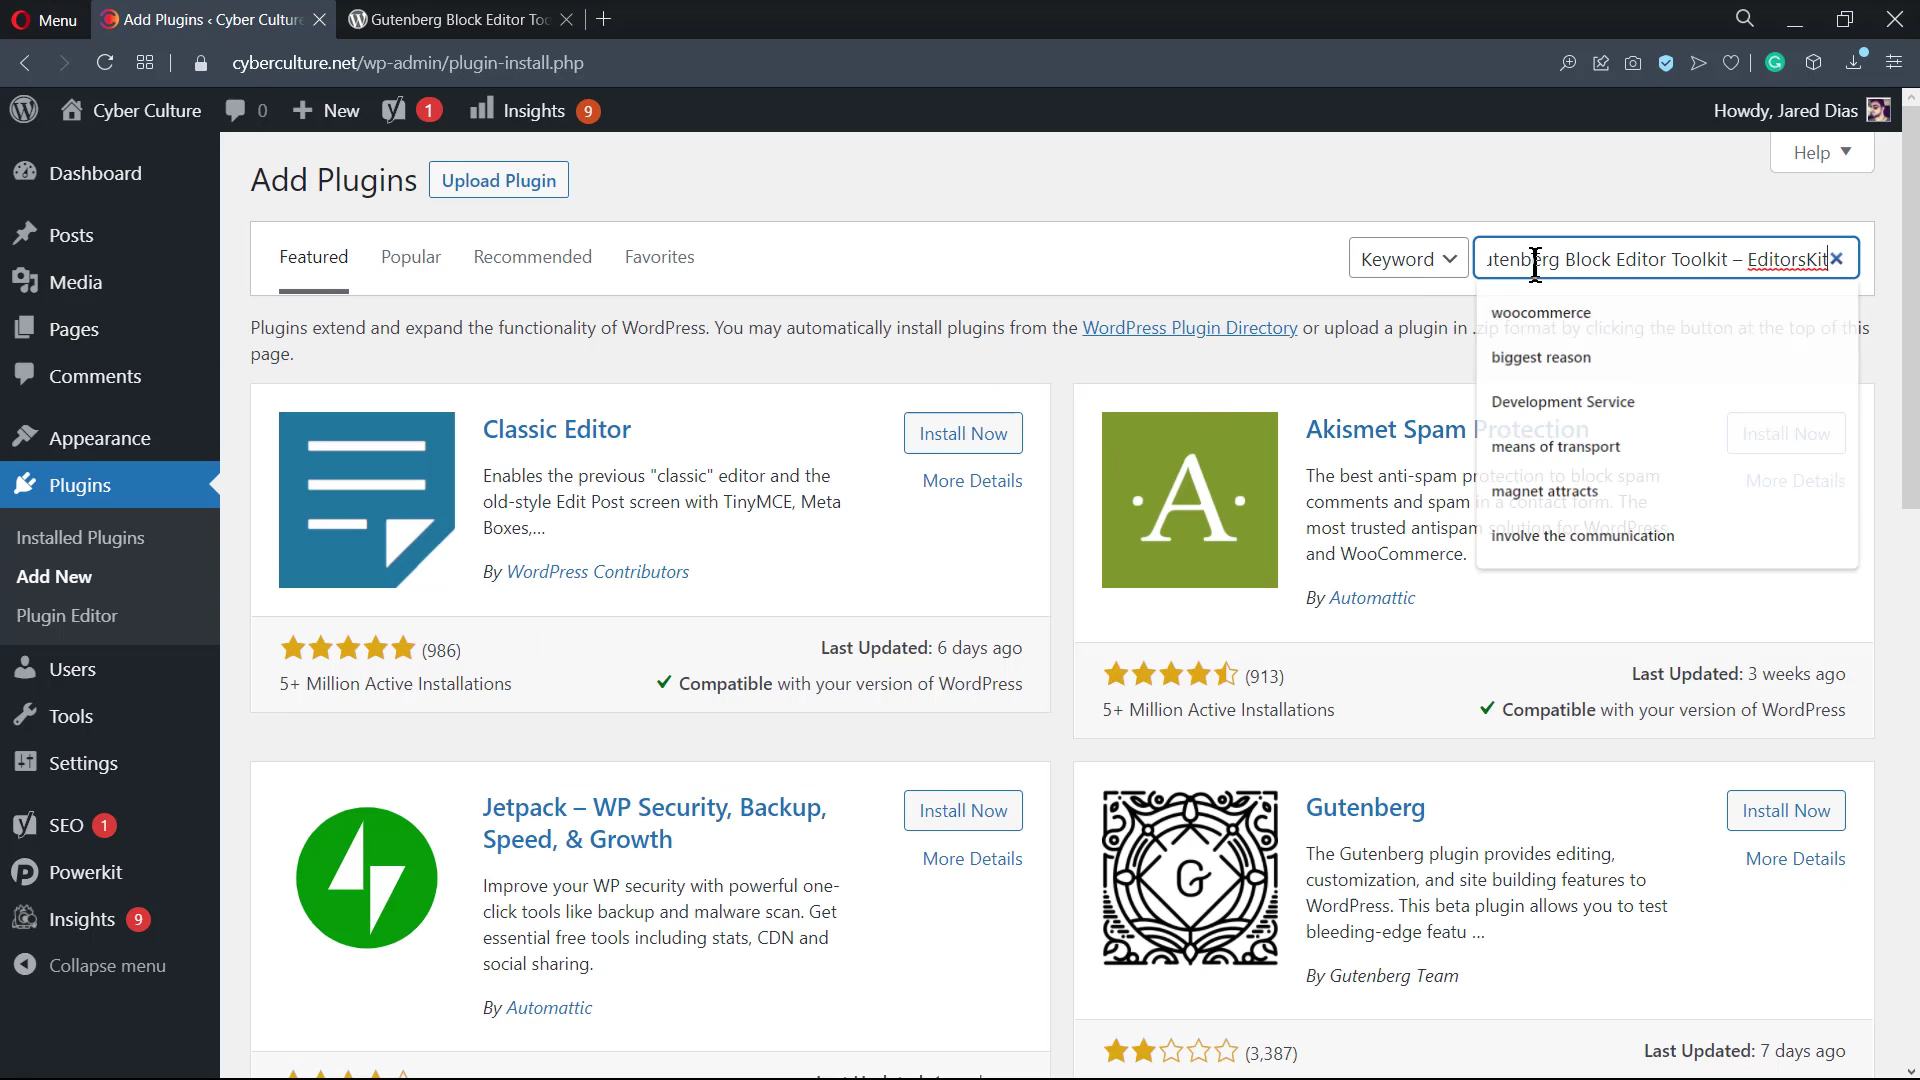 Menu
Add Plugins ‹ Cyber Culture
Gutenberg Block Editor Too
cyberculture.net/wp-admin/plugin-install.php
Cyber Culture
0
New
1
Insights
9
Howdy, Jared Dias
Help
Dashboard
Posts
Media
Pages
Comments
Appearance
Plugins
Installed Plugins
Add New
Plugin Editor
Users
Tools
Settings
SEO
1
Powerkit
Insights
9
Collapse menu
Add Plugins
Upload Plugin
Featured
Popular
Recommended
Favorites
Keyword
utenberg Block Editor Toolkit – EditorsKit
woocommerce
biggest reason
Development Service
means of transport
magnet attracts
involve the communication
Plugins extend and expand the functionality of WordPress. You may automatically install plugins from the WordPress Plugin Directory or upload a plugin in .zip format by clicking the button at the top of this
page.
Classic Editor
Install Now
More Details
Enables the previous "classic" editor and the
old-style Edit Post screen with TinyMCE, Meta
Boxes,...
By WordPress Contributors
(986)
5+ Million Active Installations
Last Updated: 6 days ago
Compatible with your version of WordPress
A
Akismet Spam Protection
Install Now
More Details
The best anti-spam protection to block spam
comments and spam in a contact form. The
most trusted antispam solution for WordPress
and WooCommerce.
By Automattic
(913)
5+ Million Active Installations
Last Updated: 3 weeks ago
Compatible with your version of WordPress
Jetpack – WP Security, Backup,
Speed, & Growth
Install Now
More Details
Improve your WP security with powerful one-
click tools like backup and malware scan. Get
essential free tools including stats, CDN and
social sharing.
By Automattic
G
Gutenberg
Install Now
More Details
The Gutenberg plugin provides editing,
customization, and site building features to
WordPress. This beta plugin allows you to test
bleeding-edge featu ...
By Gutenberg Team
(3,387)
Last Updated: 7 days ago